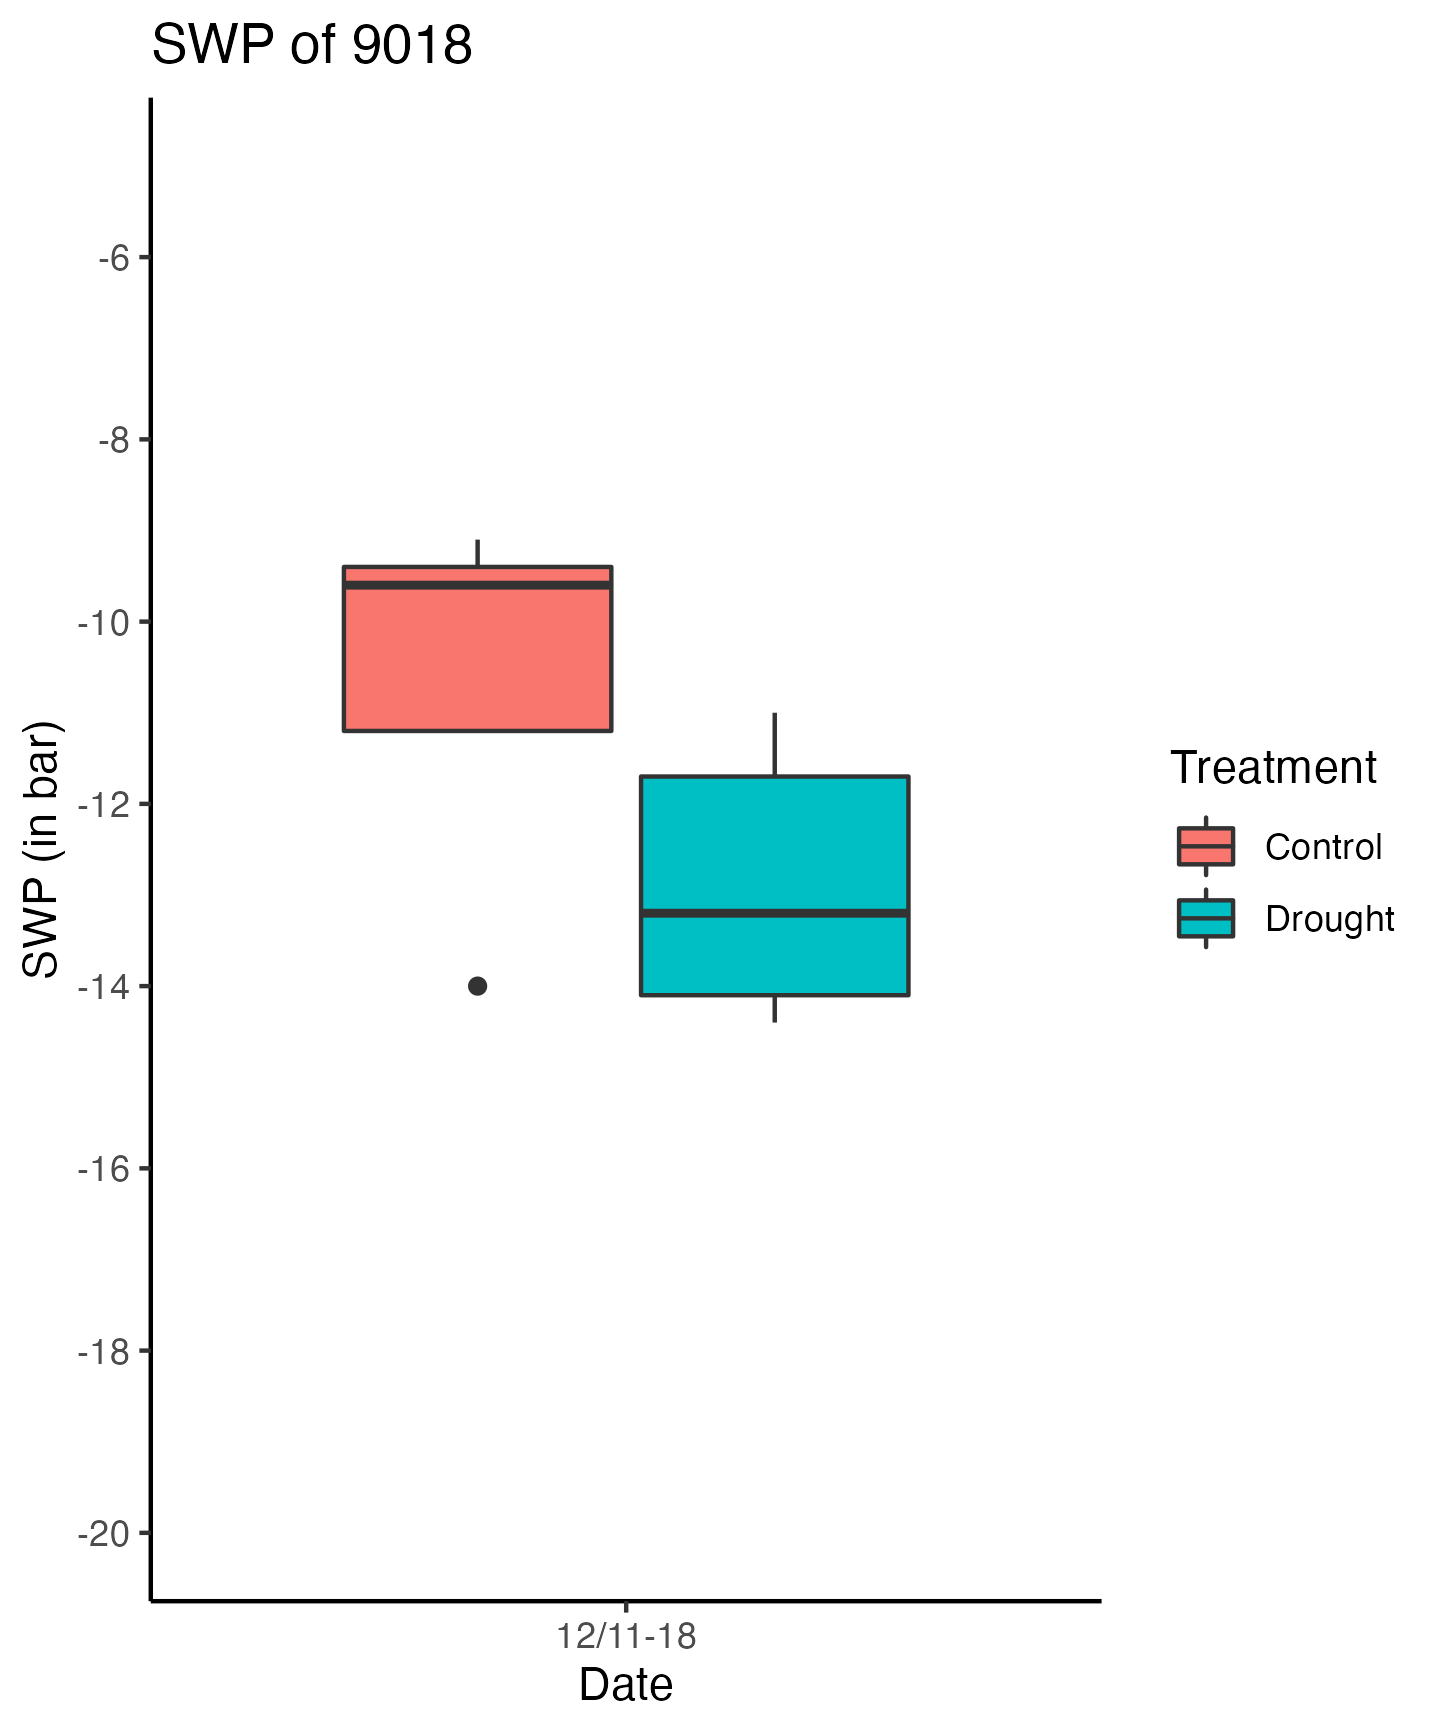 SWP of 9018
SWP (in bar)
-6
-8
-10
-12
-14
-16
-18
-20
12/11-18
Date
Treatment
Control
Drought